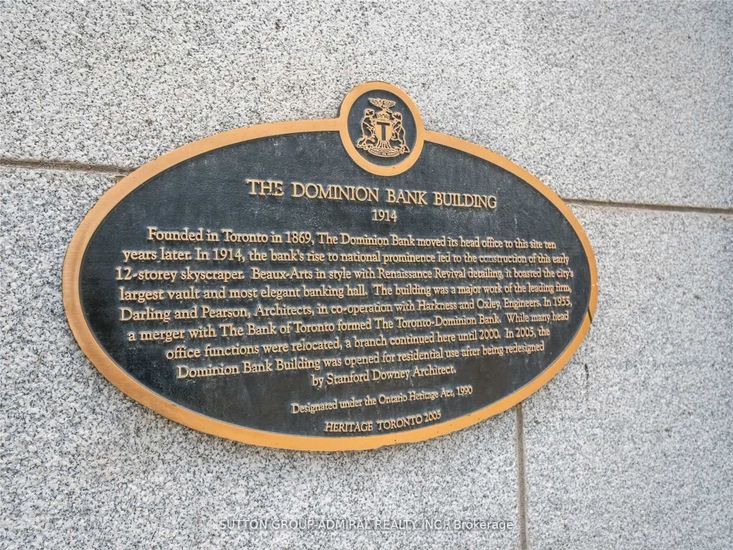 T
THE DOMINION BANK BUILDING
1914
Founded in Toronto in 1869, The Dominion Bank moved its head office to this site ten
years later. In 1914, the bank's rise to national prominence led to the construction of this early
12-storey skyscraper. Beaux-Arts in style with Renaissance Revival detailing, it boasted the city's
largest vault and most elegant banking hall. The building was a major work of the leading firm,
Darling and Pearson, Architects, in co-operation with Harkness and Oxley, Engineers. In 1955,
a merger with The Bank of Toronto formed The Toronto-Dominion Bank. While many head
office functions were relocated, a branch continued here until 2000. In 2003, the
Dominion Bank Building was opened for residential use after being redesigned
by Stanford Downey Architect.
Designated under the Ontario Heritage Act, 1990
HERITAGE TORONTO 2005
SUTTON GROUP-ADMIRAL REALTY INC., Brokerage